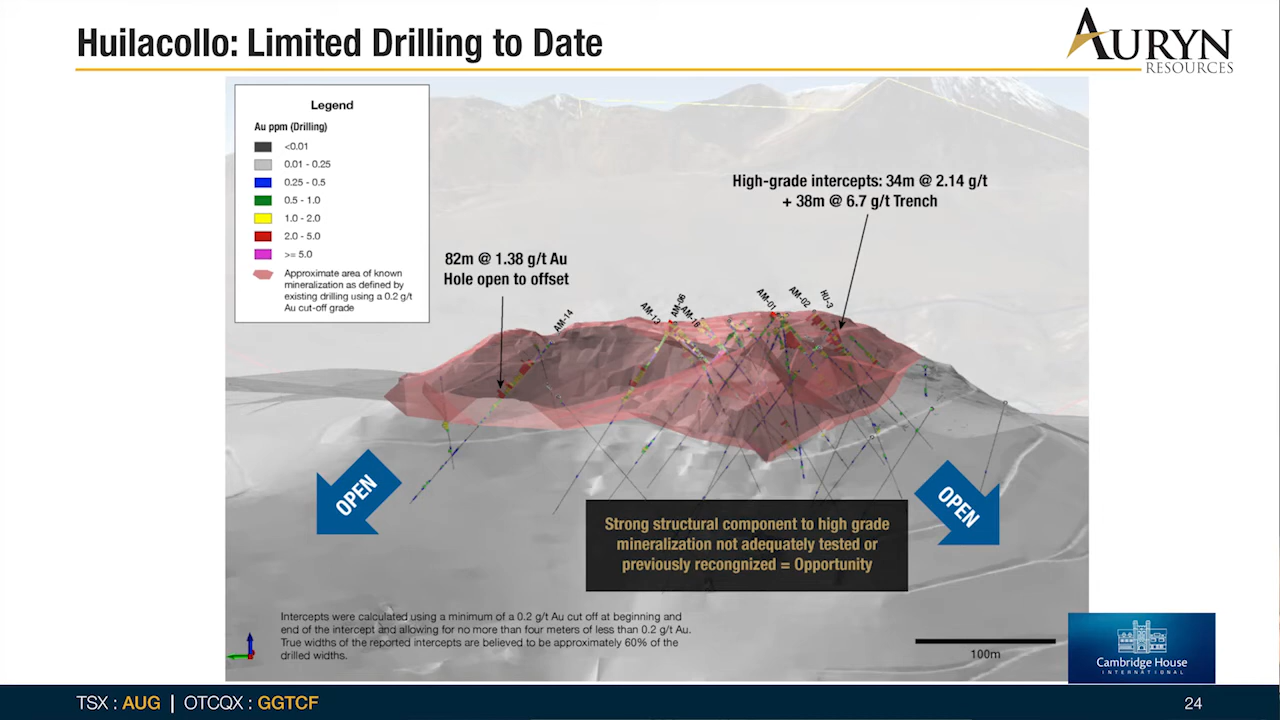 Huilacollo: Limited Drilling to Date
AURYN
RESOURCES
Legend
Au ppm (Drilling)
<0.01
0.01 - 0.25
0.25 - 0.5
0.5 - 1.0
1.0 - 2.0
2.0 - 5.0
>= 5.0
Approximate area of known
mineralization as defined by
existing drilling using a 0.2 g/t
Au cut-off grade
High-grade intercepts: 34m @ 2.14 g/t
+ 38m @ 6.7 g/t Trench
82m @ 1.38 g/t Au
Hole open to offset
AM-14
AM-13
AM-06
AM-16
AM-01
AM-02
HU-3
OPEN
OPEN
Strong structural component to high grade
mineralization not adequately tested or
previously recongnized = Opportunity
Intercepts were calculated using a minimum of a 0.2 g/t Au cut off at beginning and
end of the intercept and allowing for no more than four meters of less than 0.2 g/t Au.
True widths of the reported intercepts are believed to be approximately 60% of the
drilled widths.
100m
Cambridge House
INTERNATIONAL
TSX : AUG | OTCQX : GGTCF
24